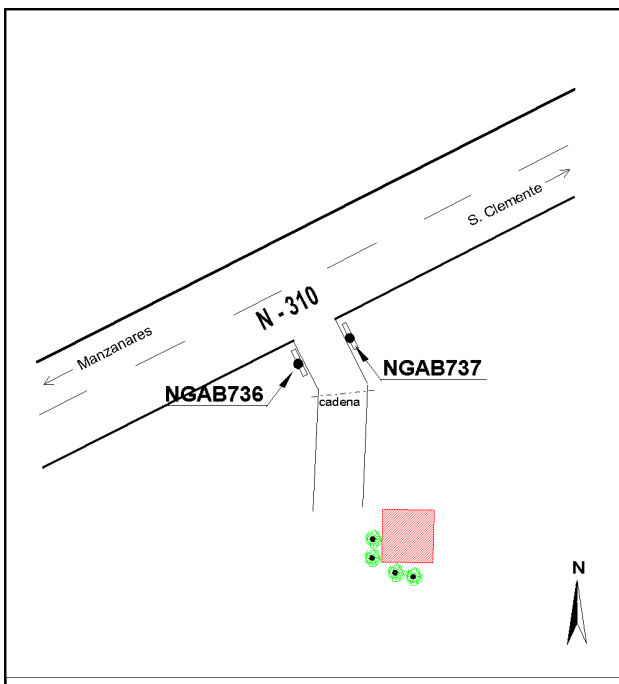 S. Clemente
N - 310
Manzanares
NGAB737
NGAB736
cadena
N